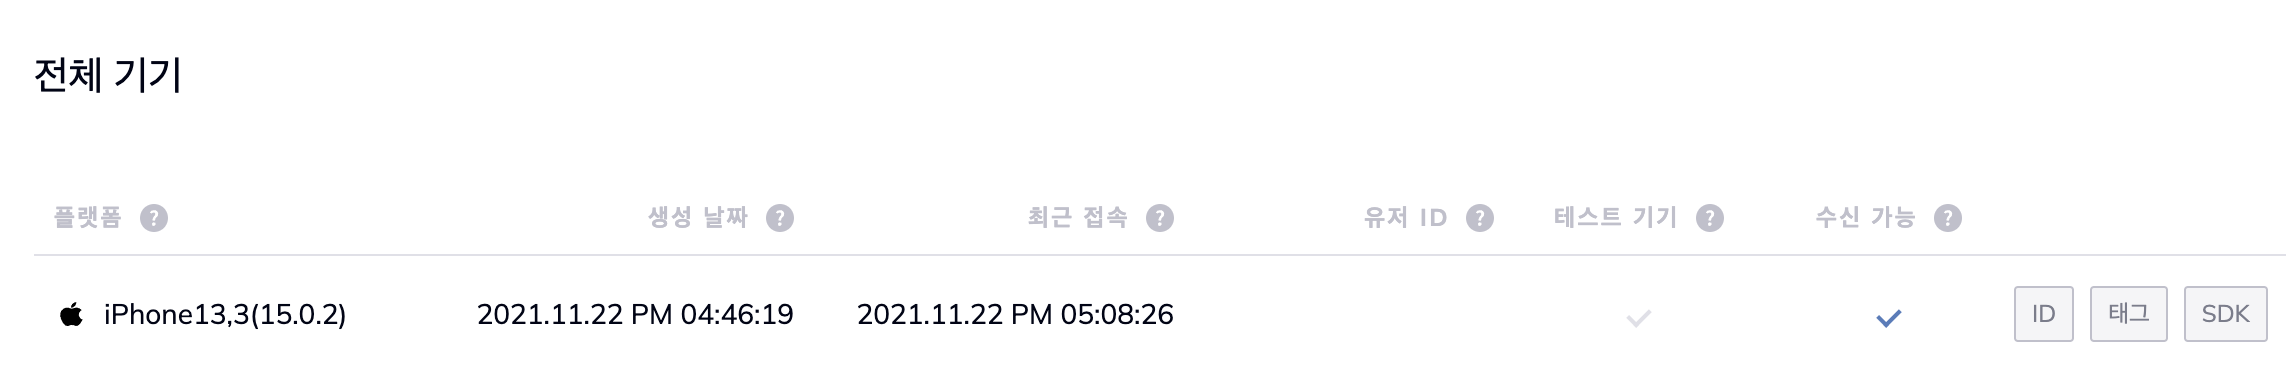 전체 기기
플랫폼 ? 생성 날짜 ? 최근 접속 ? 유저 ID ? 테스트 기기 ? 수신 가능 ?
iPhone13,3(15.0.2) 2021.11.22 PM 04:46:19 2021.11.22 PM 05:08:26 ID 태그 SDK